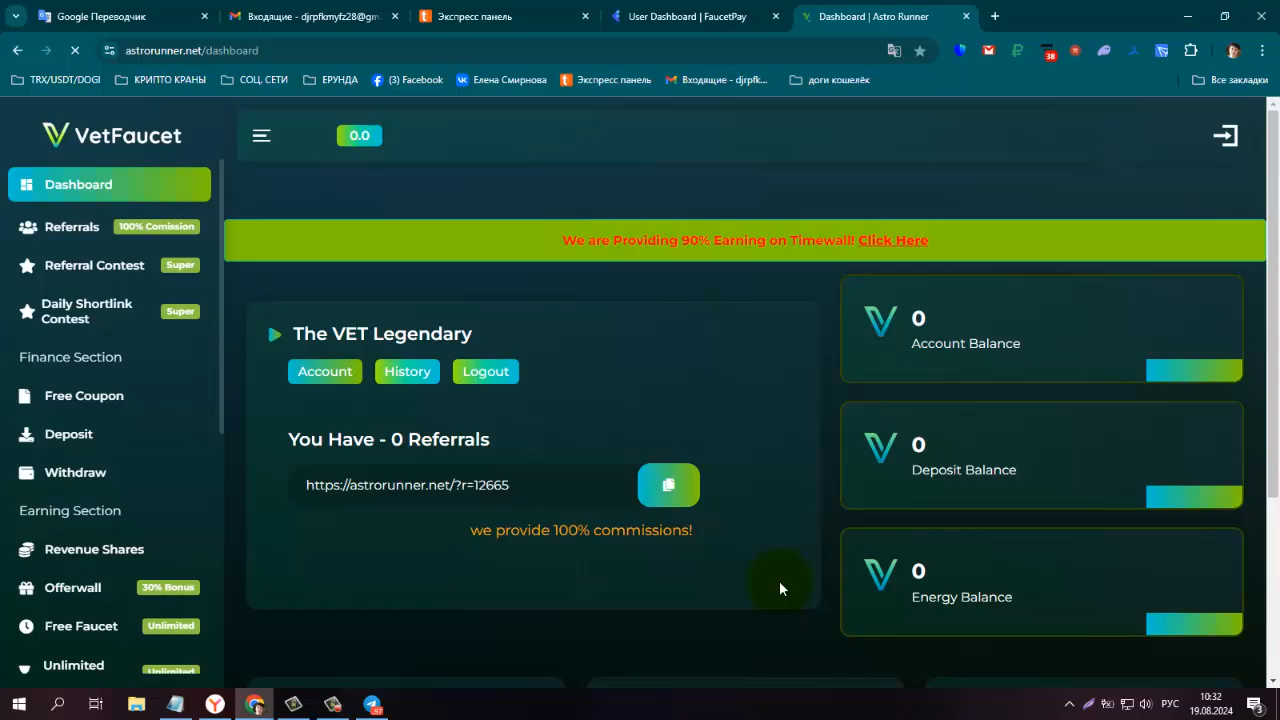 Google Переводчик
Входящие - djrpfkmyfz28@gm
Экспресс панель
User Dashboard | FaucetPay
Dashboard | Astro Runner
astrorunner.net/dashboard
38
TRX/USDT/DOGI
КРИПТО КРАНЫ
СОЦ. СЕТИ
ЕРУНДА
(3) Facebook
Елена Смирнова
Экспресс панель
Входящие - djrpfk...
доги кошелёк
Все закладки
VetFaucet
0.0
Dashboard
Referrals
100% Comission
Referral Contest
Super
Daily Shortlink
Contest
Super
Finance Section
Free Coupon
Deposit
Withdraw
Earning Section
Revenue Shares
Offerwall
30% Bonus
Free Faucet
Unlimited
Unlimited
Unlimited
We are Providing 90% Earning on Timewall! Click Here
The VET Legendary
Account
History
Logout
You Have - 0 Referrals
https://astrorunner.net/?r=12665
we provide 100% commissions!
0
Account Balance
0
Deposit Balance
0
Energy Balance
РУС
10:32
19.08.2024